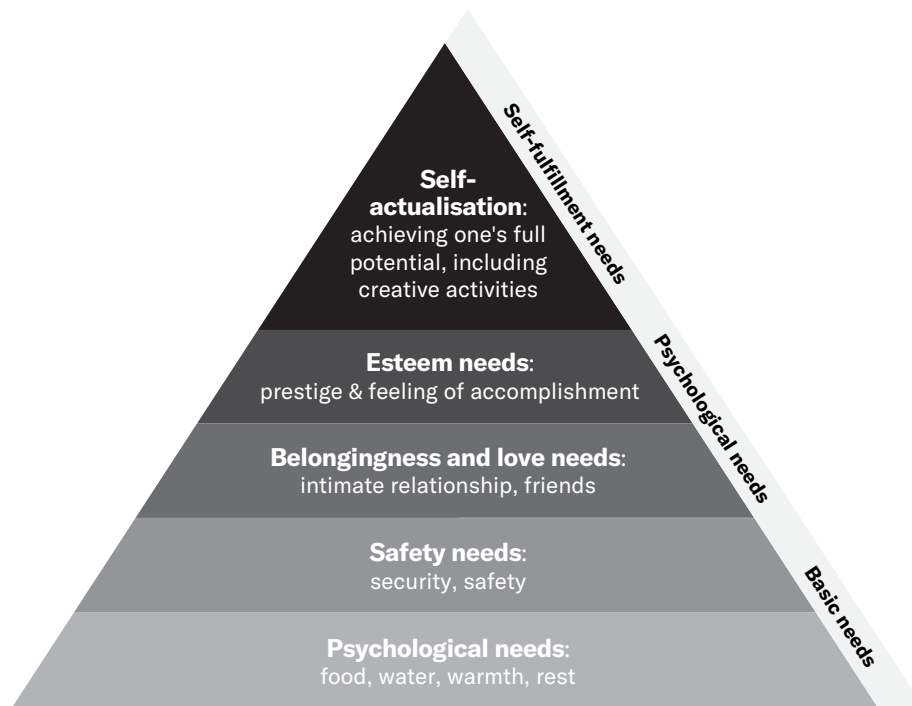 Self-
actualisation:
achieving one's full
potential, including
creative activities
Esteem needs:
prestige & feeling of accomplishment
Belongingness and love needs:
intimate relationship, friends
Safety needs:
security, safety
Psychological needs:
food, water, warmth, rest
Self-fulfillment needs
Psychological needs
Basic needs